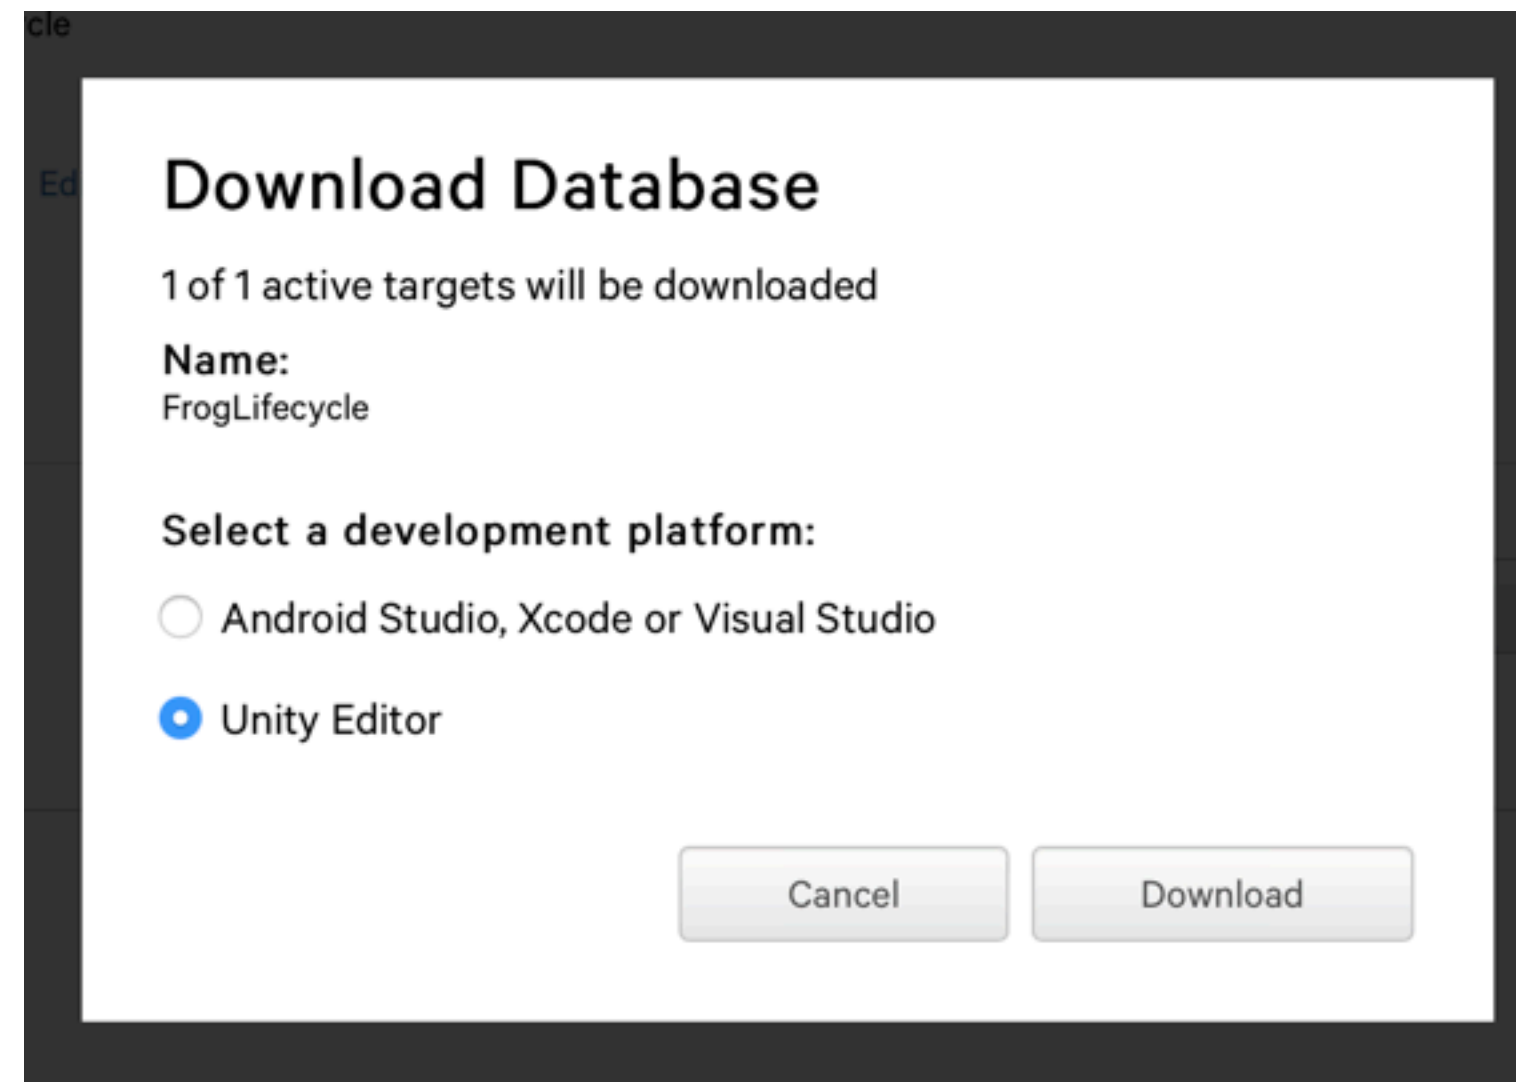 cle
Ed
Download Database
1 of 1 active targets will be downloaded
Name:
FrogLifecycle
Select a development platform:
Android Studio, Xcode or Visual Studio
Unity Editor
Cancel
Download